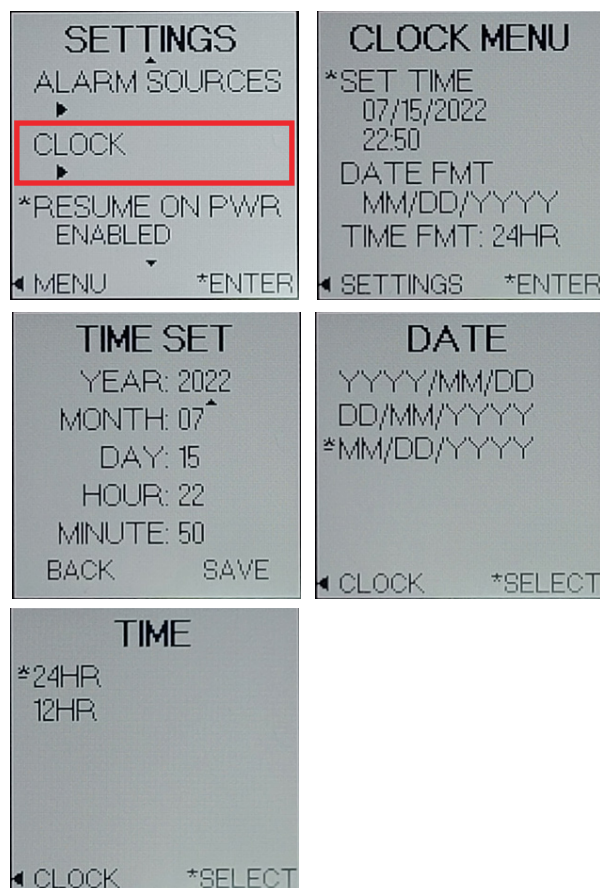 SETTINGS
ALARM SOURCES
CLOCK
*RESUME ON PWR
ENABLED
MENU *ENTER
CLOCK MENU
*SET TIME
07/15/2022
22:50
DATE FMT
MM/DD/YYYY
TIME FMT: 24HR
SETTINGS *ENTER
TIME SET
YEAR: 2022
MONTH: 07
DAY: 15
HOUR: 22
MINUTE: 50
BACK SAVE
DATE
YYYY/MM/DD
DD/MM/YYYY
*MM/DD/YYYY
CLOCK *SELECT
TIME
*24HR
12HR
CLOCK *SELECT